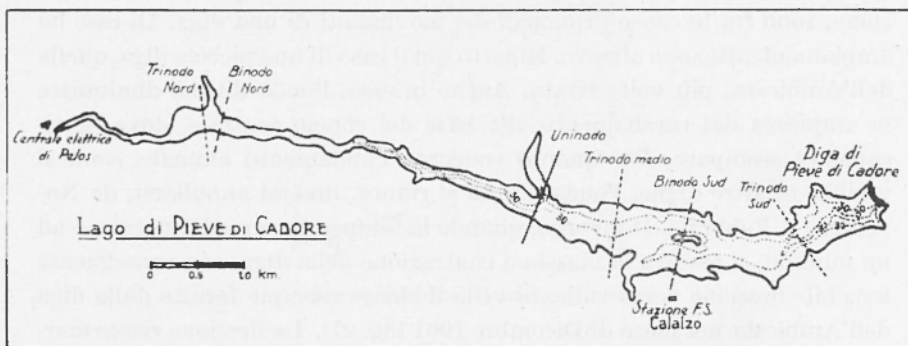 Trinodo Nord
Binodo Nord
Centrale elettrica di Pelos
Uninodo
Trinodo medio
Binodo Sud
Trinodo Sud
Diga di
Pieve di Cadore
Lago di PIEVE DI CADORE
0 0.5 1.0 km.
Stazione F.S.
Calalzo